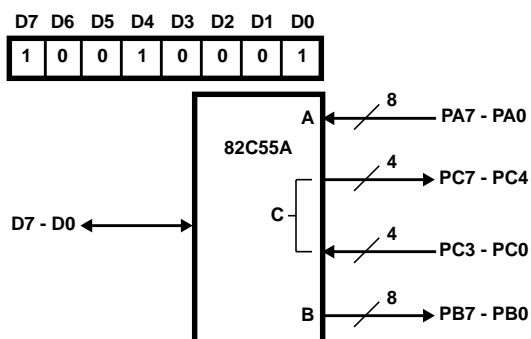 D7 D6 D5 D4 D3 D2 D1 D0
1 0 0 1 0 0 0 1
A
8
PA7 - PA0
82C55A
4
PC7 - PC4
C
D7 - D0
4
PC3 - PC0
B
8
PB7 - PB0